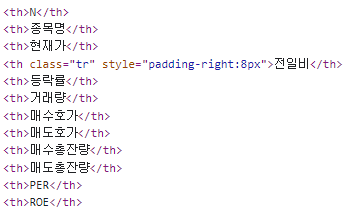 <th>N</th>
<th>종목명</th>
<th>현재가</th>
<th class="tr" style="padding-right:8px">전일비</th>
<th>등락률</th>
<th>거래량</th>
<th>매수호가</th>
<th>매도호가</th>
<th>매수총잔량</th>
<th>매도총잔량</th>
<th>PER</th>
<th>ROE</th>